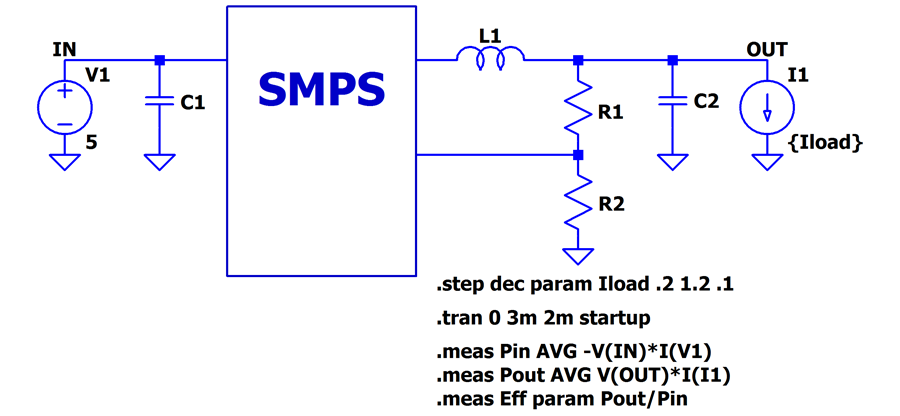 IN
V1
5
C1
SMPS
L1
R1
R2
C2
OUT
I1
{Iload}
.step dec param Iload .2 1.2 .1
.tran 0 3m 2m startup
.meas Pin AVG -V(IN)*I(V1)
.meas Pout AVG V(OUT)*I(I1)
.meas Eff param Pout/Pin